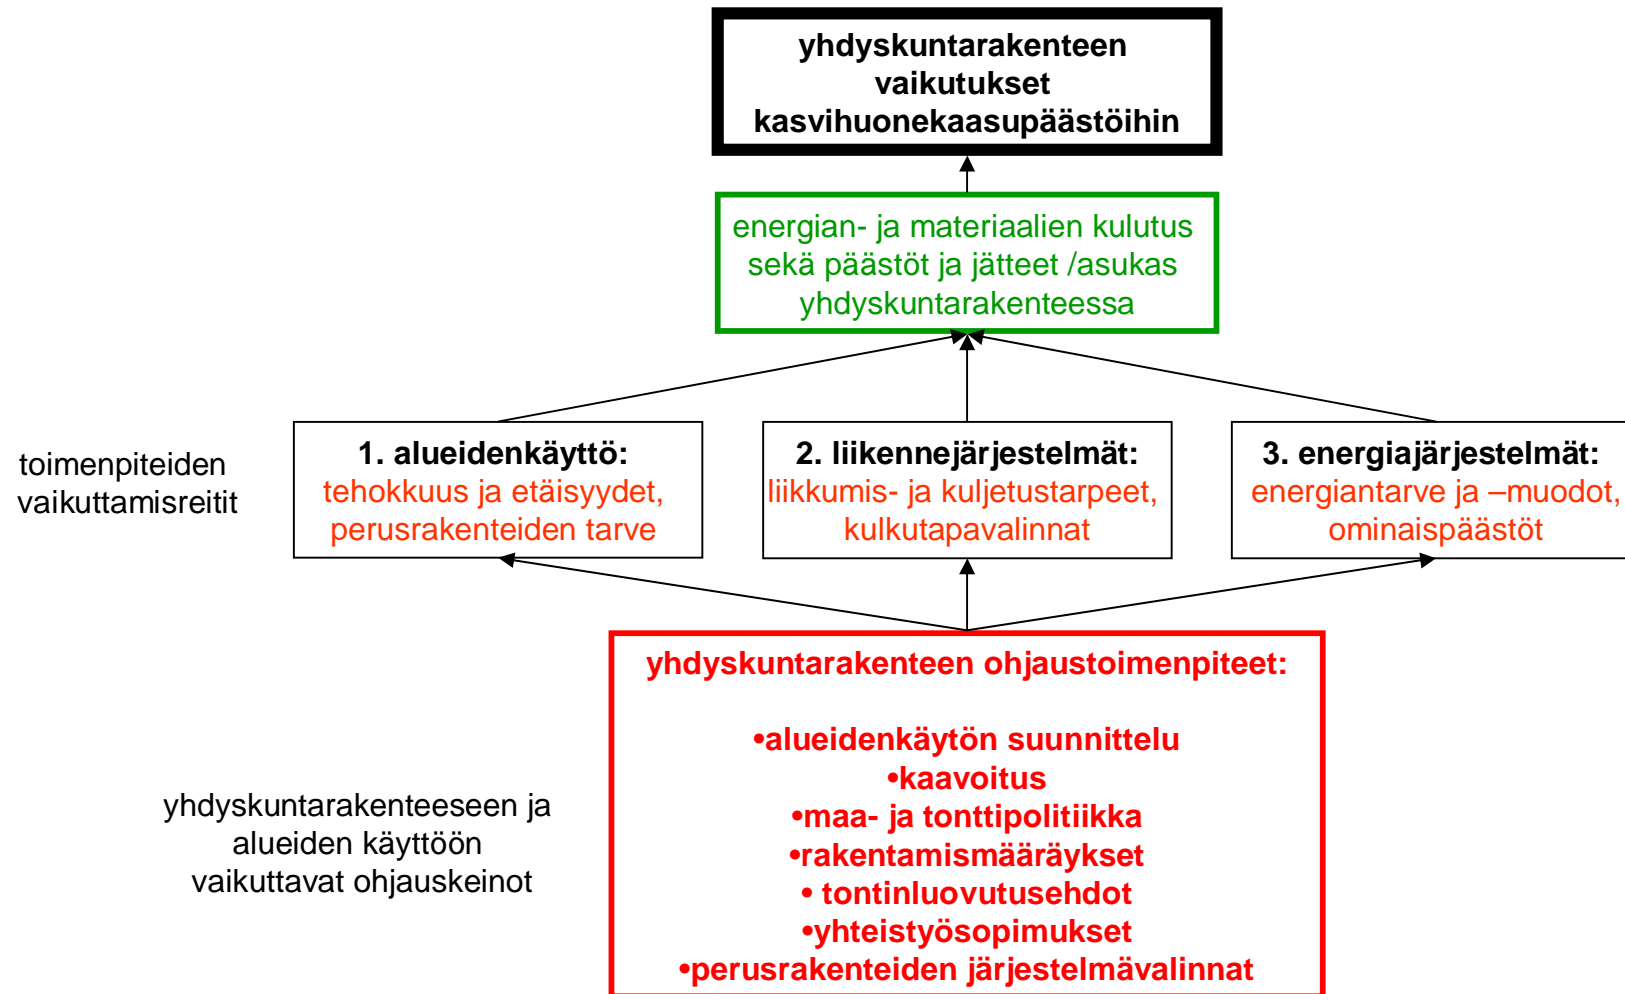 yhdyskuntarakenteen
vaikutukset
kasvihuonekaasupäästöihin
energian- ja materiaalien kulutus
sekä päästöt ja jätteet /asukas
yhdyskuntarakenteessa
toimenpiteiden
vaikuttamisreitit
1. alueidenkäyttö:
tehokkuus ja etäisyydet,
perusrakenteiden tarve
2. liikennejärjestelmät:
liikkumis- ja kuljetustarpeet,
kulkutapavalinnat
3. energiajärjestelmät:
energiantarve ja –muodot,
ominaispäästöt
yhdyskuntarakenteeseen ja
alueiden käyttöön
vaikuttavat ohjauskeinot
yhdyskuntarakenteen ohjaustoimenpiteet:
•alueidenkäytön suunnittelu
•kaavoitus
•maa- ja tonttipolitiikka
•rakentamismääräykset
• tontinluovutusehdot
•yhteistyösopimukset
•perusrakenteiden järjestelmävalinnat